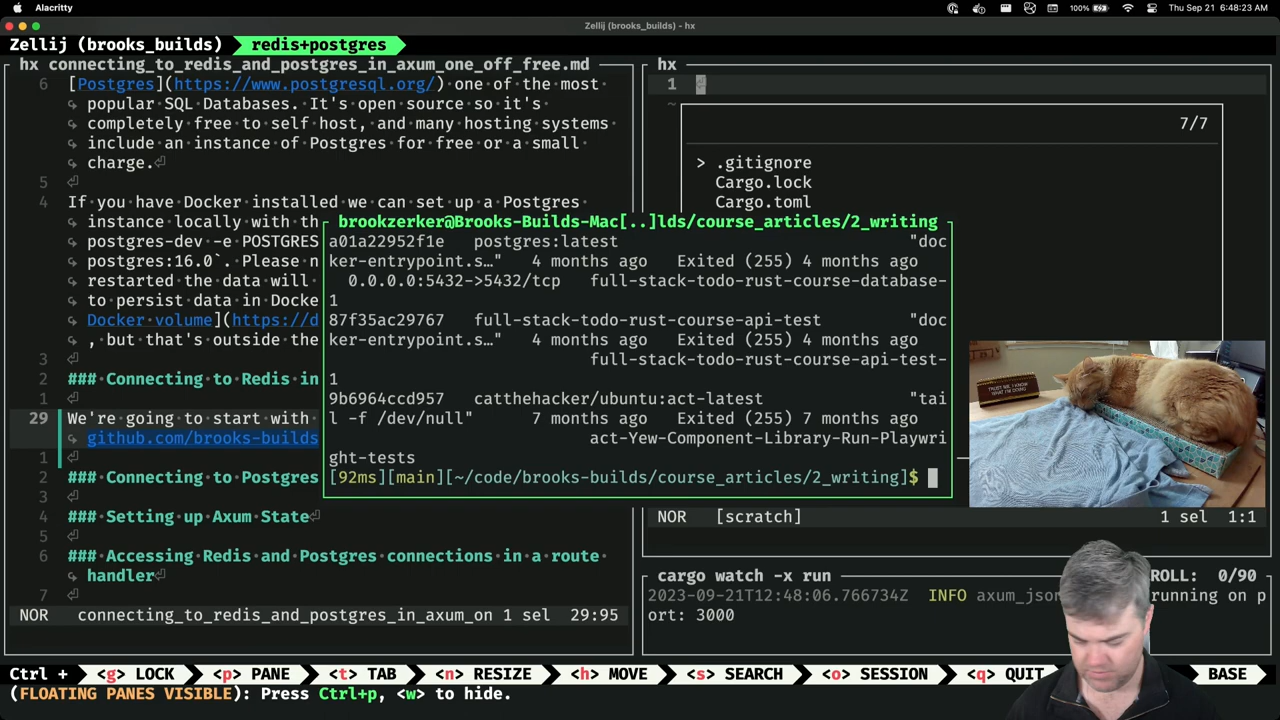 Alacritty
100%
Thu Sep 21 6:48:23 AM
Zellij (brooks_builds) - hx
Zellij (brooks_builds) redis+postgres
hx connecting_to_redis_and_postgres_in_axum_one_off_free.md
6 [Postgres](https://www.postgresql.org/) one of the most
↪ popular SQL Databases. It's open source so it's
↪ completely free to self host, and many hosting systems
↪ include an instance of Postgres for free or a small
↪ charge.⏎
5 ⏎
4 If you have Docker installed we can set up a Postgres
↪ instance locally with th
↪ postgres-dev -e POSTGRES
↪ postgres:16.0`. Please n
↪ restarted the data will
↪ to persist data in Docke
↪ Docker volume](https://d
↪ , but that's outside the
3 ⏎
2 ### Connecting to Redis in
1 ⏎
29 We're going to start with
↪ github.com/brooks-builds
1 ⏎
2 ### Connecting to Postgres
3 ⏎
4 ### Setting up Axum State⏎
5 ⏎
6 ### Accessing Redis and Postgres connections in a route
↪ handler⏎
7 ⏎
NOR connecting_to_redis_and_postgres_in_axum_on 1 sel 29:95
hx
1 ⏎
~
7/7
> .gitignore
Cargo.lock
Cargo.toml
brookzerker@Brooks-Builds-Mac[..]lds/course_articles/2_writing
a01a22952f1e postgres:latest "doc
ker-entrypoint.s…" 4 months ago Exited (255) 4 months ago
0.0.0.0:5432->5432/tcp full-stack-todo-rust-course-database-
1
87f35ac29767 full-stack-todo-rust-course-api-test "doc
ker-entrypoint.s…" 4 months ago Exited (255) 4 months ago
full-stack-todo-rust-course-api-test-
1
9b6964ccd957 catthehacker/ubuntu:act-latest "tai
l -f /dev/null" 7 months ago Exited (255) 7 months ago
act-Yew-Component-Library-Run-Playwri
ght-tests
[92ms][main][~/code/brooks-builds/course_articles/2_writing]$
TRUST ME, I KNOW
WHAT I'M DOING
NOR [scratch] 1 sel 1:1
cargo watch -x run ROLL: 0/90
2023-09-21T12:48:06.766734Z INFO axum_jso running on p
ort: 3000
Ctrl + <g> LOCK <p> PANE <t> TAB <n> RESIZE <h> MOVE <s> SEARCH <o> SESSION <q> QUIT BASE
(FLOATING PANES VISIBLE): Press Ctrl+p, <w> to hide.